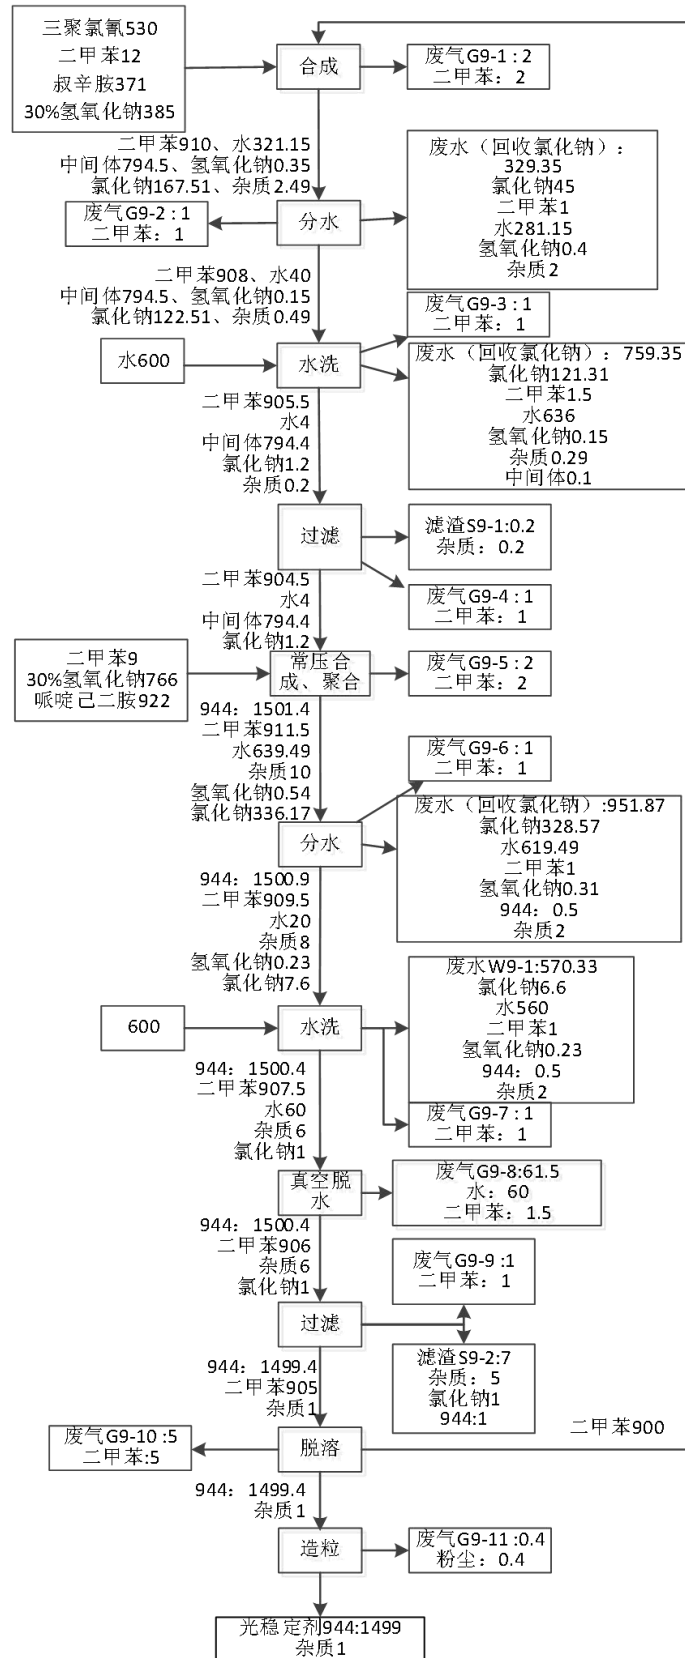 三聚氯氰530
二甲苯12
叔辛胺371
30%氢氧化钠385
合成
废气G9-1 : 2
二甲苯：2
二甲苯910、水321.15
中间体794.5、氢氧化钠0.35
氯化钠167.51、杂质2.49
废气G9-2 : 1
二甲苯：1
分水
废水（回收氯化钠）：
329.35
氯化钠45
二甲苯1
水281.15
氢氧化钠0.4
杂质2
二甲苯908、水40
中间体794.5、氢氧化钠0.15
氯化钠122.51、杂质0.49
废气G9-3 : 1
二甲苯：1
水600
水洗
废水（回收氯化钠）：759.35
氯化钠121.31
二甲苯1.5
水636
氢氧化钠0.15
杂质0.29
中间体0.1
二甲苯905.5
水4
中间体794.4
氯化钠1.2
杂质0.2
过滤
滤渣S9-1:0.2
杂质：0.2
废气G9-4 : 1
二甲苯：1
二甲苯904.5
水4
中间体794.4
氯化钠1.2
二甲苯9
30%氢氧化钠766
哌啶己二胺922
常压合
成、聚合
废气G9-5 : 2
二甲苯：2
944：1501.4
二甲苯911.5
水639.49
杂质10
氢氧化钠0.54
氯化钠336.17
废气G9-6 : 1
二甲苯：1
分水
废水（回收氯化钠）:951.87
氯化钠328.57
水619.49
二甲苯1
氢氧化钠0.31
944：0.5
杂质2
944：1500.9
二甲苯909.5
水20
杂质8
氢氧化钠0.23
氯化钠7.6
600
水洗
废水W9-1:570.33
氯化钠6.6
水560
二甲苯1
氢氧化钠0.23
944：0.5
杂质2
废气G9-7 : 1
二甲苯：1
944：1500.4
二甲苯907.5
水60
杂质6
氯化钠1
真空脱
水
废气G9-8:61.5
水：60
二甲苯：1.5
944：1500.4
二甲苯906
杂质6
氯化钠1
废气G9-9 :1
二甲苯：1
过滤
滤渣S9-2:7
杂质：5
氯化钠1
944:1
944：1499.4
二甲苯905
杂质1
废气G9-10 :5
二甲苯:5
脱溶
二甲苯900
944：1499.4
杂质1
造粒
废气G9-11 :0.4
粉尘：0.4
光稳定剂944:1499
杂质1